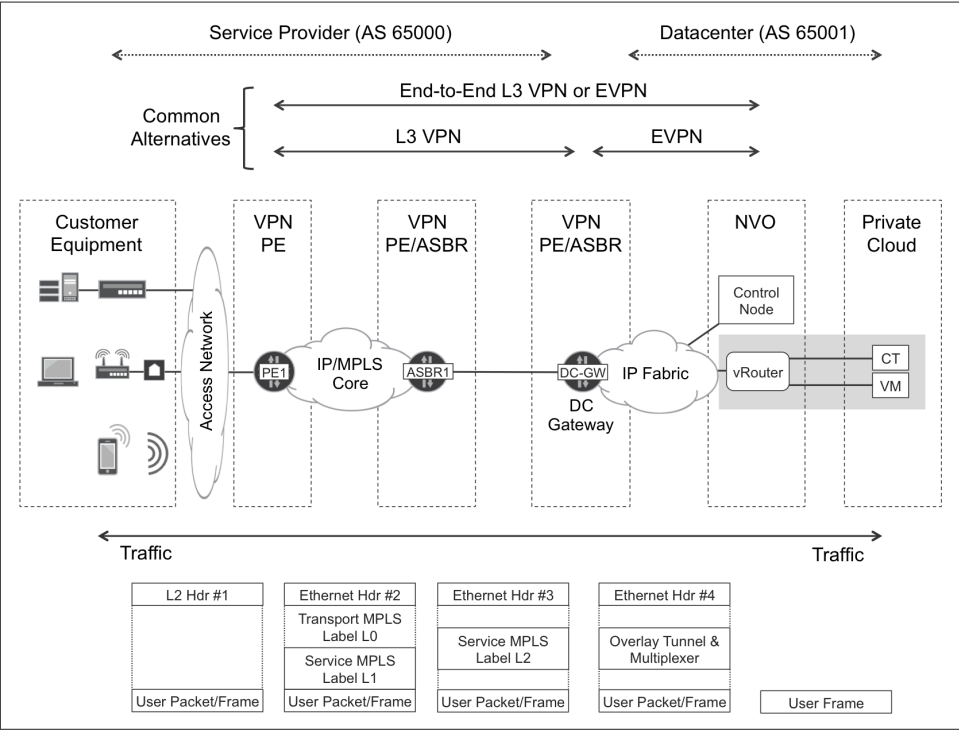 Service Provider (AS 65000)
Datacenter (AS 65001)
End-to-End L3 VPN or EVPN
Common
Alternatives
L3 VPN
EVPN
Customer
Equipment
VPN
PE
VPN
PE/ASBR
VPN
PE/ASBR
NVO
Private
Cloud
Access Network
PE1
IP/MPLS
Core
ASBR1
DC-GW
DC
Gateway
IP Fabric
Control
Node
vRouter
CT
VM
Traffic
Traffic
L2 Hdr #1
User Packet/Frame
Ethernet Hdr #2
Transport MPLS
Label L0
Service MPLS
Label L1
User Packet/Frame
Ethernet Hdr #3
Service MPLS
Label L2
User Packet/Frame
Ethernet Hdr #4
Overlay Tunnel &
Multiplexer
User Packet/Frame
User Frame